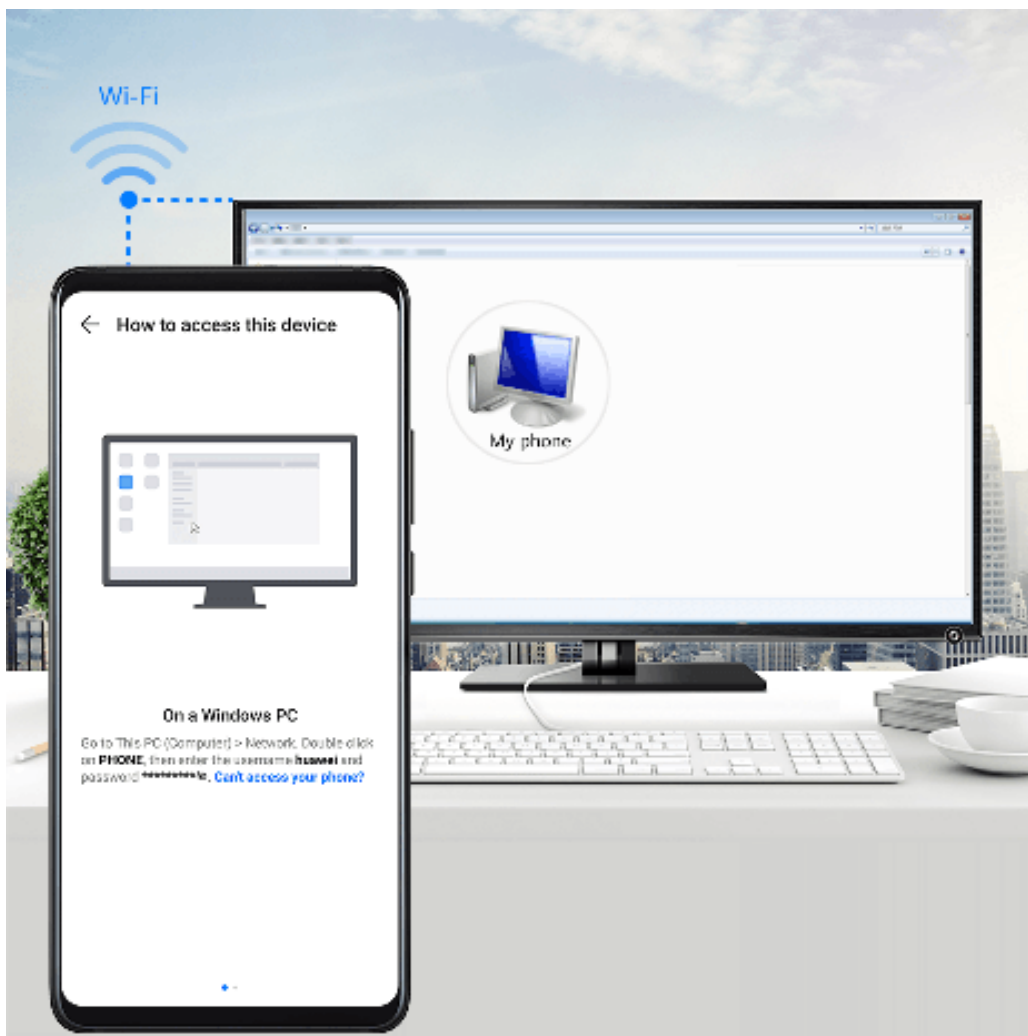 Wi-Fi
How to access this device
My phone
On a Windows PC
Go to This PC (Computer) > Network. Double click
on PHONE, then enter the username huawei and
password ********le. Can't access your phone?